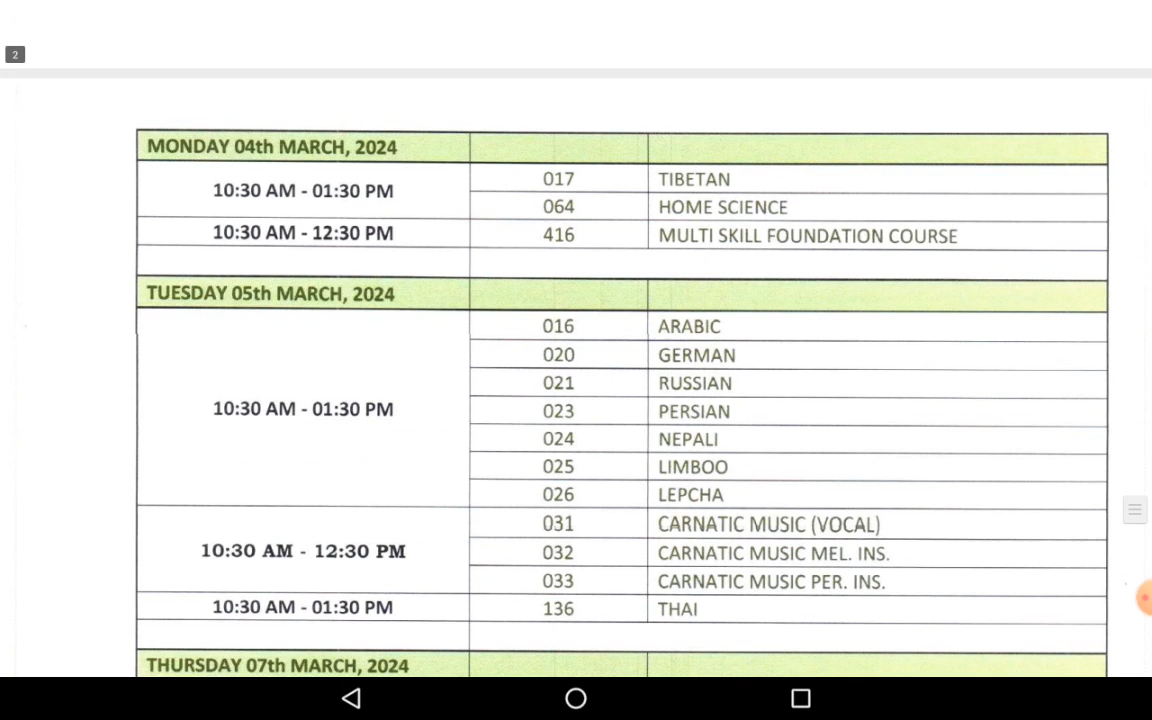 2
MONDAY 04th MARCH, 2024
10:30 AM - 01:30 PM
017 TIBETAN
064 HOME SCIENCE
10:30 AM - 12:30 PM 416 MULTI SKILL FOUNDATION COURSE
TUESDAY 05th MARCH, 2024
10:30 AM - 01:30 PM
016 ARABIC
020 GERMAN
021 RUSSIAN
023 PERSIAN
024 NEPALI
025 LIMBOO
026 LEPCHA
10:30 AM - 12:30 PM
031 CARNATIC MUSIC (VOCAL)
032 CARNATIC MUSIC MEL. INS.
033 CARNATIC MUSIC PER. INS.
10:30 AM - 01:30 PM 136 THAI
THURSDAY 07th MARCH, 2024